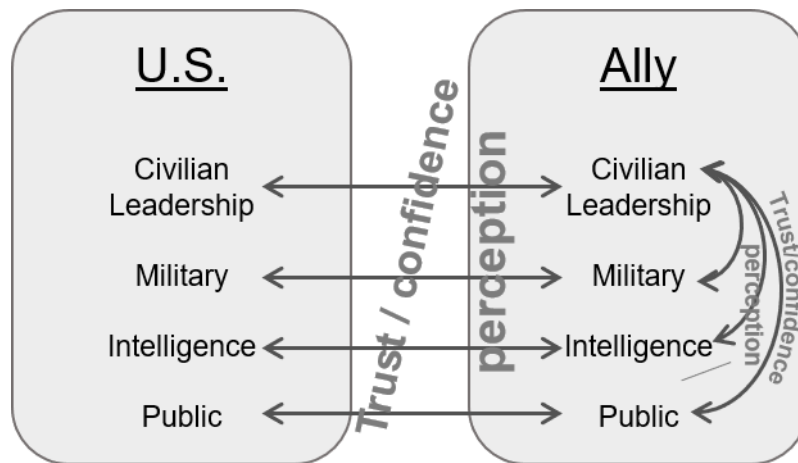 U.S.
Civilian
Leadership
Military
Intelligence
Public
Trust / confidence
perception
Ally
Civilian
Leadership
Military
Intelligence
Public
Trust/confidence
perception